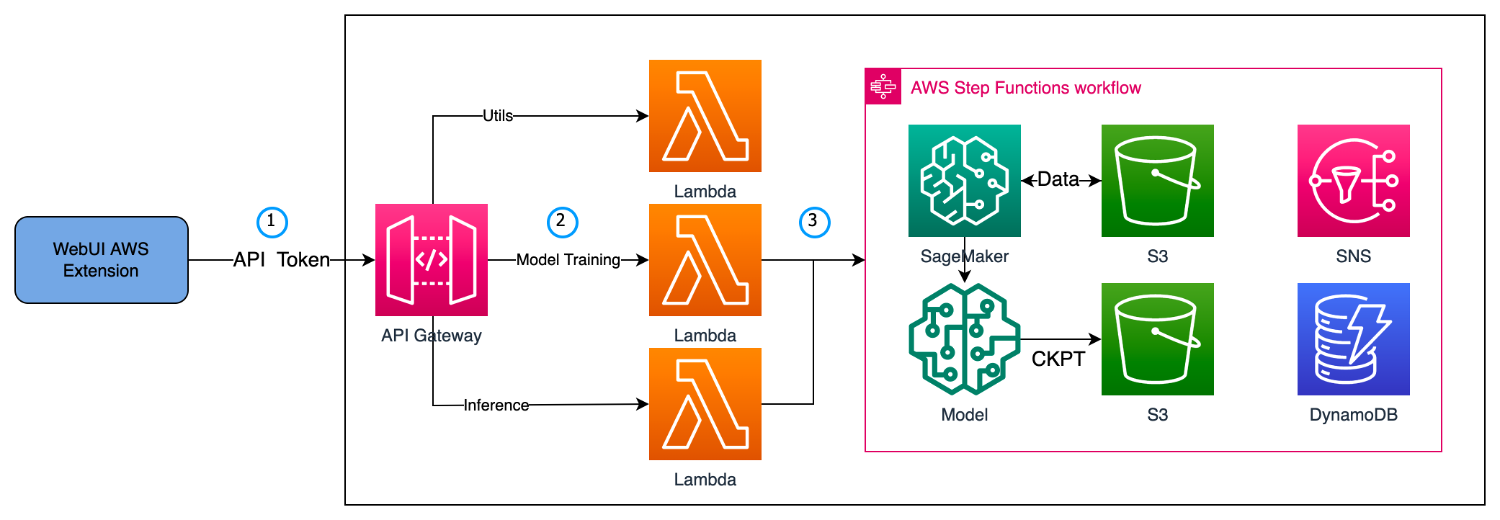 AWS Step Functions workflow
Utils
Lambda
Data
SageMaker
S3
SNS
WebUI AWS
Extension
1
API Token
API Gateway
2
Model Training
Lambda
3
Model
CKPT
S3
DynamoDB
Inference
Lambda